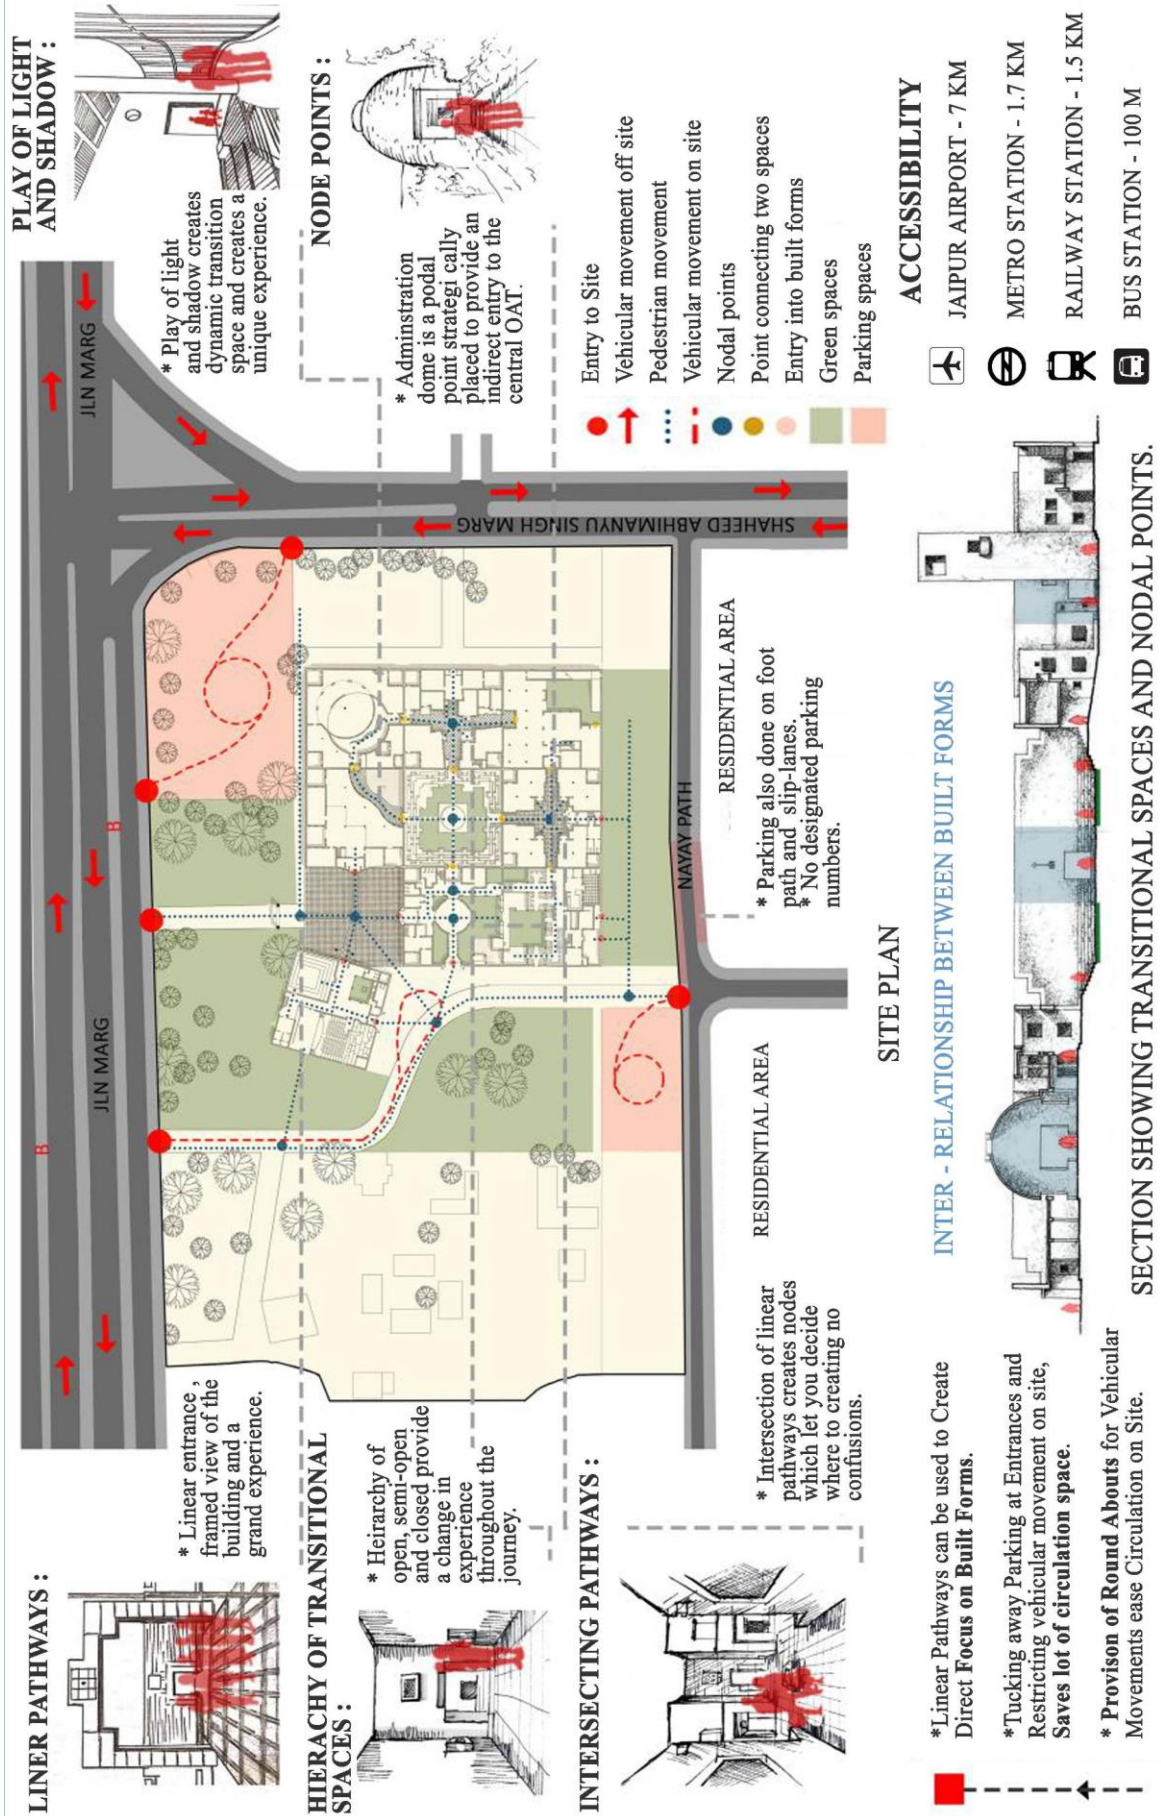 LINER PATHWAYS :
* Linear entrance ,
framed view of the
building and a
grand experience.
HIERACHY OF TRANSITIONAL
SPACES :
* Heirarchy of
open, semi-open
and closed provide
a change in
experience
throughout the
journey.
INTERSECTING PATHWAYS :
* Intersection of linear
pathways creates nodes
which let you decide
where to creating no
confusions.
PLAY OF LIGHT
AND SHADOW :
* Play of light
and shadow creates
dynamic transition
space and creates a
unique experience.
NODE POINTS :
* Adminstration
dome is a podal
point strategi cally
placed to provide an
indirect entry to the
central OAT.
JLN MARG
JLN MARG
B
B
SHAHEED ABHIMANYU SINGH MARG
NAYAY PATH
RESIDENTIAL AREA
RESIDENTIAL AREA
* Parking also done on foot
path and slip-lanes.
* No designated parking
numbers.
SITE PLAN
Entry to Site
Vehicular movement off site
Pedestrian movement
Vehicular movement on site
Nodal points
Point connecting two spaces
Entry into built forms
Green spaces
Parking spaces
*Linear Pathways can be used to Create
Direct Focus on Built Forms.
*Tucking away Parking at Entrances and
Restricting vehicular movement on site,
Saves lot of circulation space.
* Provison of Round Abouts for Vehicular
Movements ease Circulation on Site.
INTER - RELATIONSHIP BETWEEN BUILT FORMS
SECTION SHOWING TRANSITIONAL SPACES AND NODAL POINTS.
ACCESSIBILITY
JAIPUR AIRPORT - 7 KM
METRO STATION - 1.7 KM
RAILWAY STATION - 1.5 KM
BUS STATION - 100 M